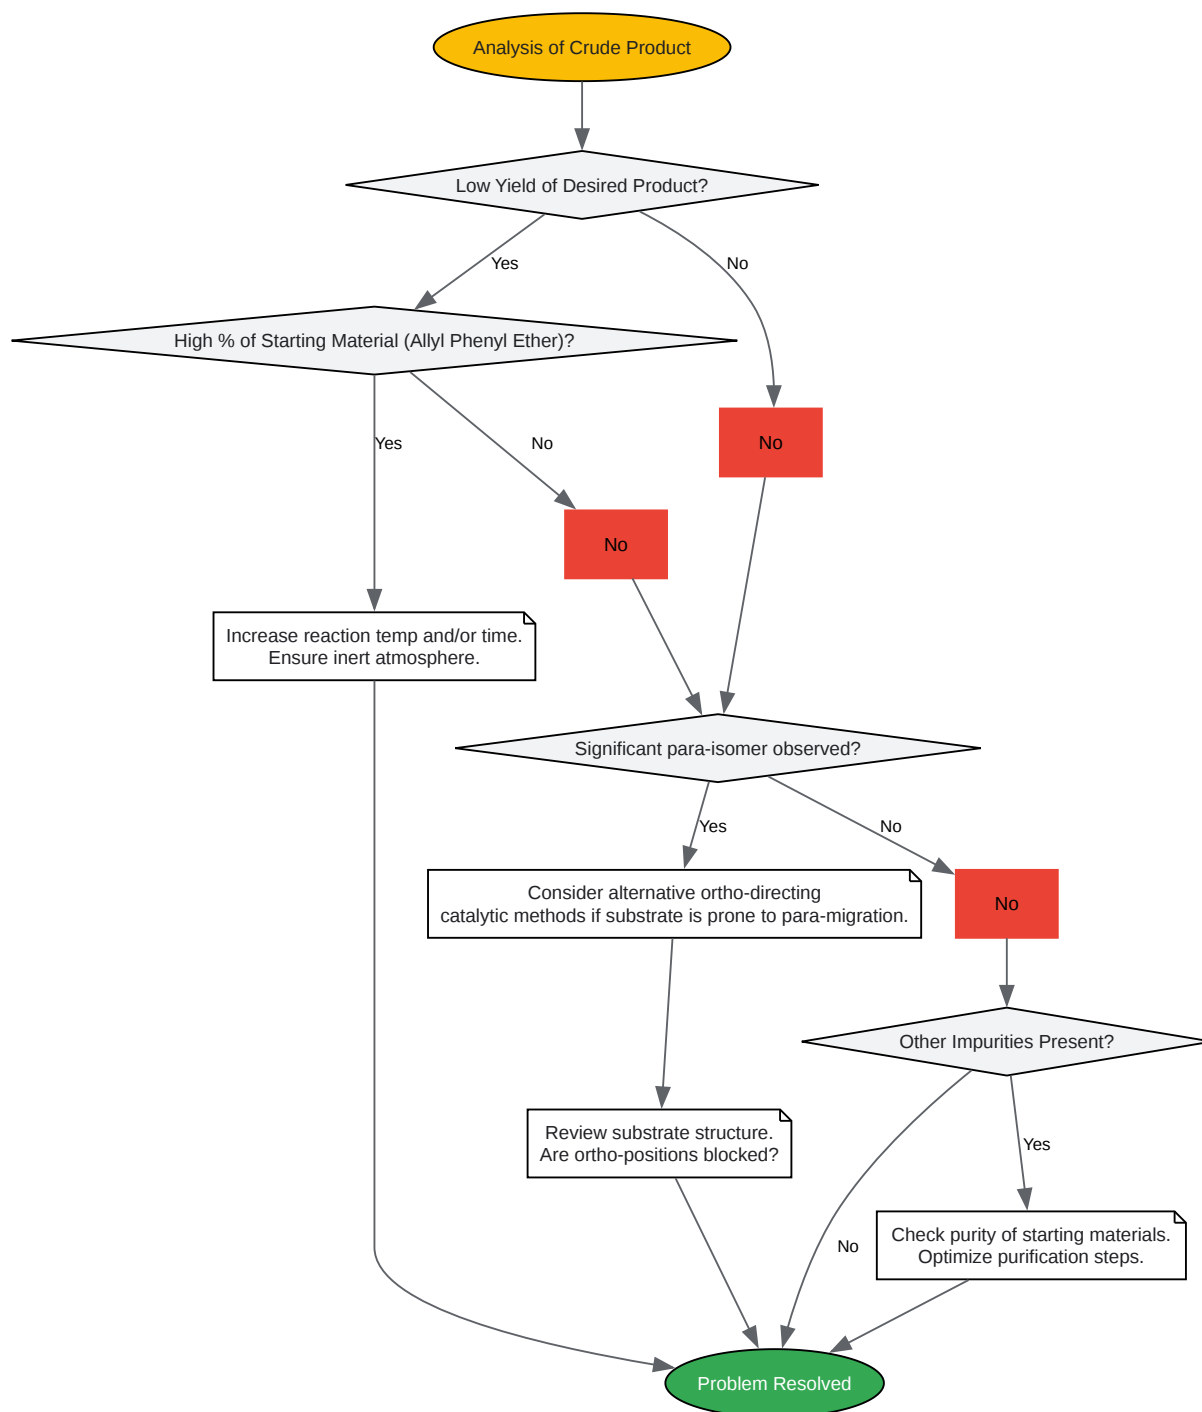 Analysis of Crude Product
Low Yield of Desired Product?
Yes
No
High % of Starting Material (Allyl Phenyl Ether)?
Yes
No
No
No
Increase reaction temp and/or time.
Ensure inert atmosphere.
Significant para-isomer observed?
Yes
No
Consider alternative ortho-directing
catalytic methods if substrate is prone to para-migration.
No
Other Impurities Present?
Review substrate structure.
Are ortho-positions blocked?
Yes
No
Check purity of starting materials.
Optimize purification steps.
Problem Resolved